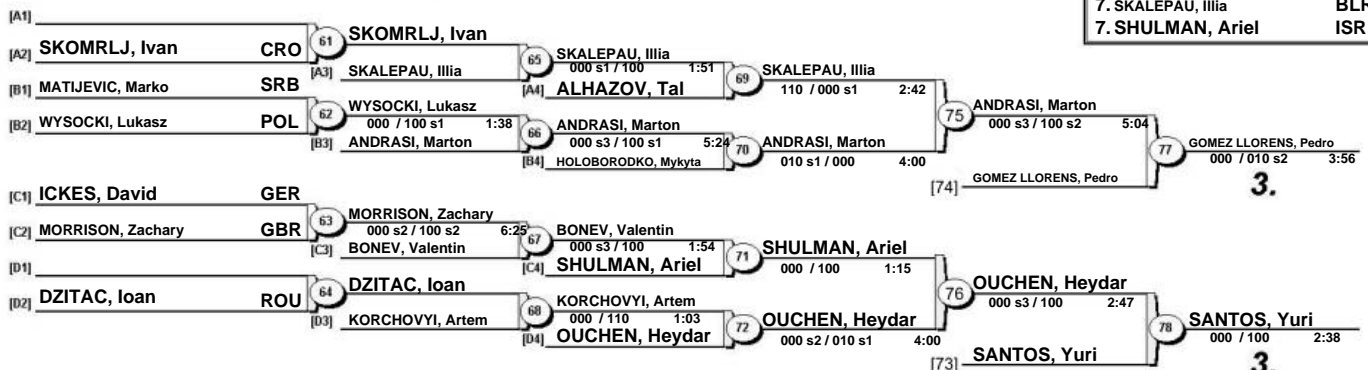 7. SKALEPAU, Illia BLR
7. SHULMAN, Ariel ISR
[A1]
[A2] SKOMRLJ, Ivan CRO
61 SKOMRLJ, Ivan
[A3] SKALEPAU, Illia
65 SKALEPAU, Illia
000 s1 / 100 1:51
[A4] ALHAZOV, Tal
69 SKALEPAU, Illia
110 / 000 s1 2:42
[B1] MATIJEVIC, Marko SRB
[B2] WYSOCKI, Lukasz POL
62 WYSOCKI, Lukasz
000 / 100 s1 1:38
[B3] ANDRASI, Marton
66 ANDRASI, Marton
000 s3 / 100 s1 5:24
[B4] HOLOBORODKO, Mykyta
70 ANDRASI, Marton
010 s1 / 000 4:00
75 ANDRASI, Marton
000 s3 / 100 s2 5:04
[74] GOMEZ LLORENS, Pedro
77 GOMEZ LLORENS, Pedro
000 / 010 s2 3:56
3.
[C1] ICKES, David GER
[C2] MORRISON, Zachary GBR
63 MORRISON, Zachary
000 s2 / 100 s2 6:25
[C3] BONEV, Valentin
67 BONEV, Valentin
000 s3 / 100 1:54
[C4] SHULMAN, Ariel
71 SHULMAN, Ariel
000 / 100 1:15
[D1]
[D2] DZITAC, Ioan ROU
64 DZITAC, Ioan
[D3] KORCHOVYI, Artem
68 KORCHOVYI, Artem
000 / 110 1:03
[D4] OUCHEN, Heydar
72 OUCHEN, Heydar
000 s2 / 010 s1 4:00
76 OUCHEN, Heydar
000 s3 / 100 2:47
[73] SANTOS, Yuri
78 SANTOS, Yuri
000 / 100 2:38
3.